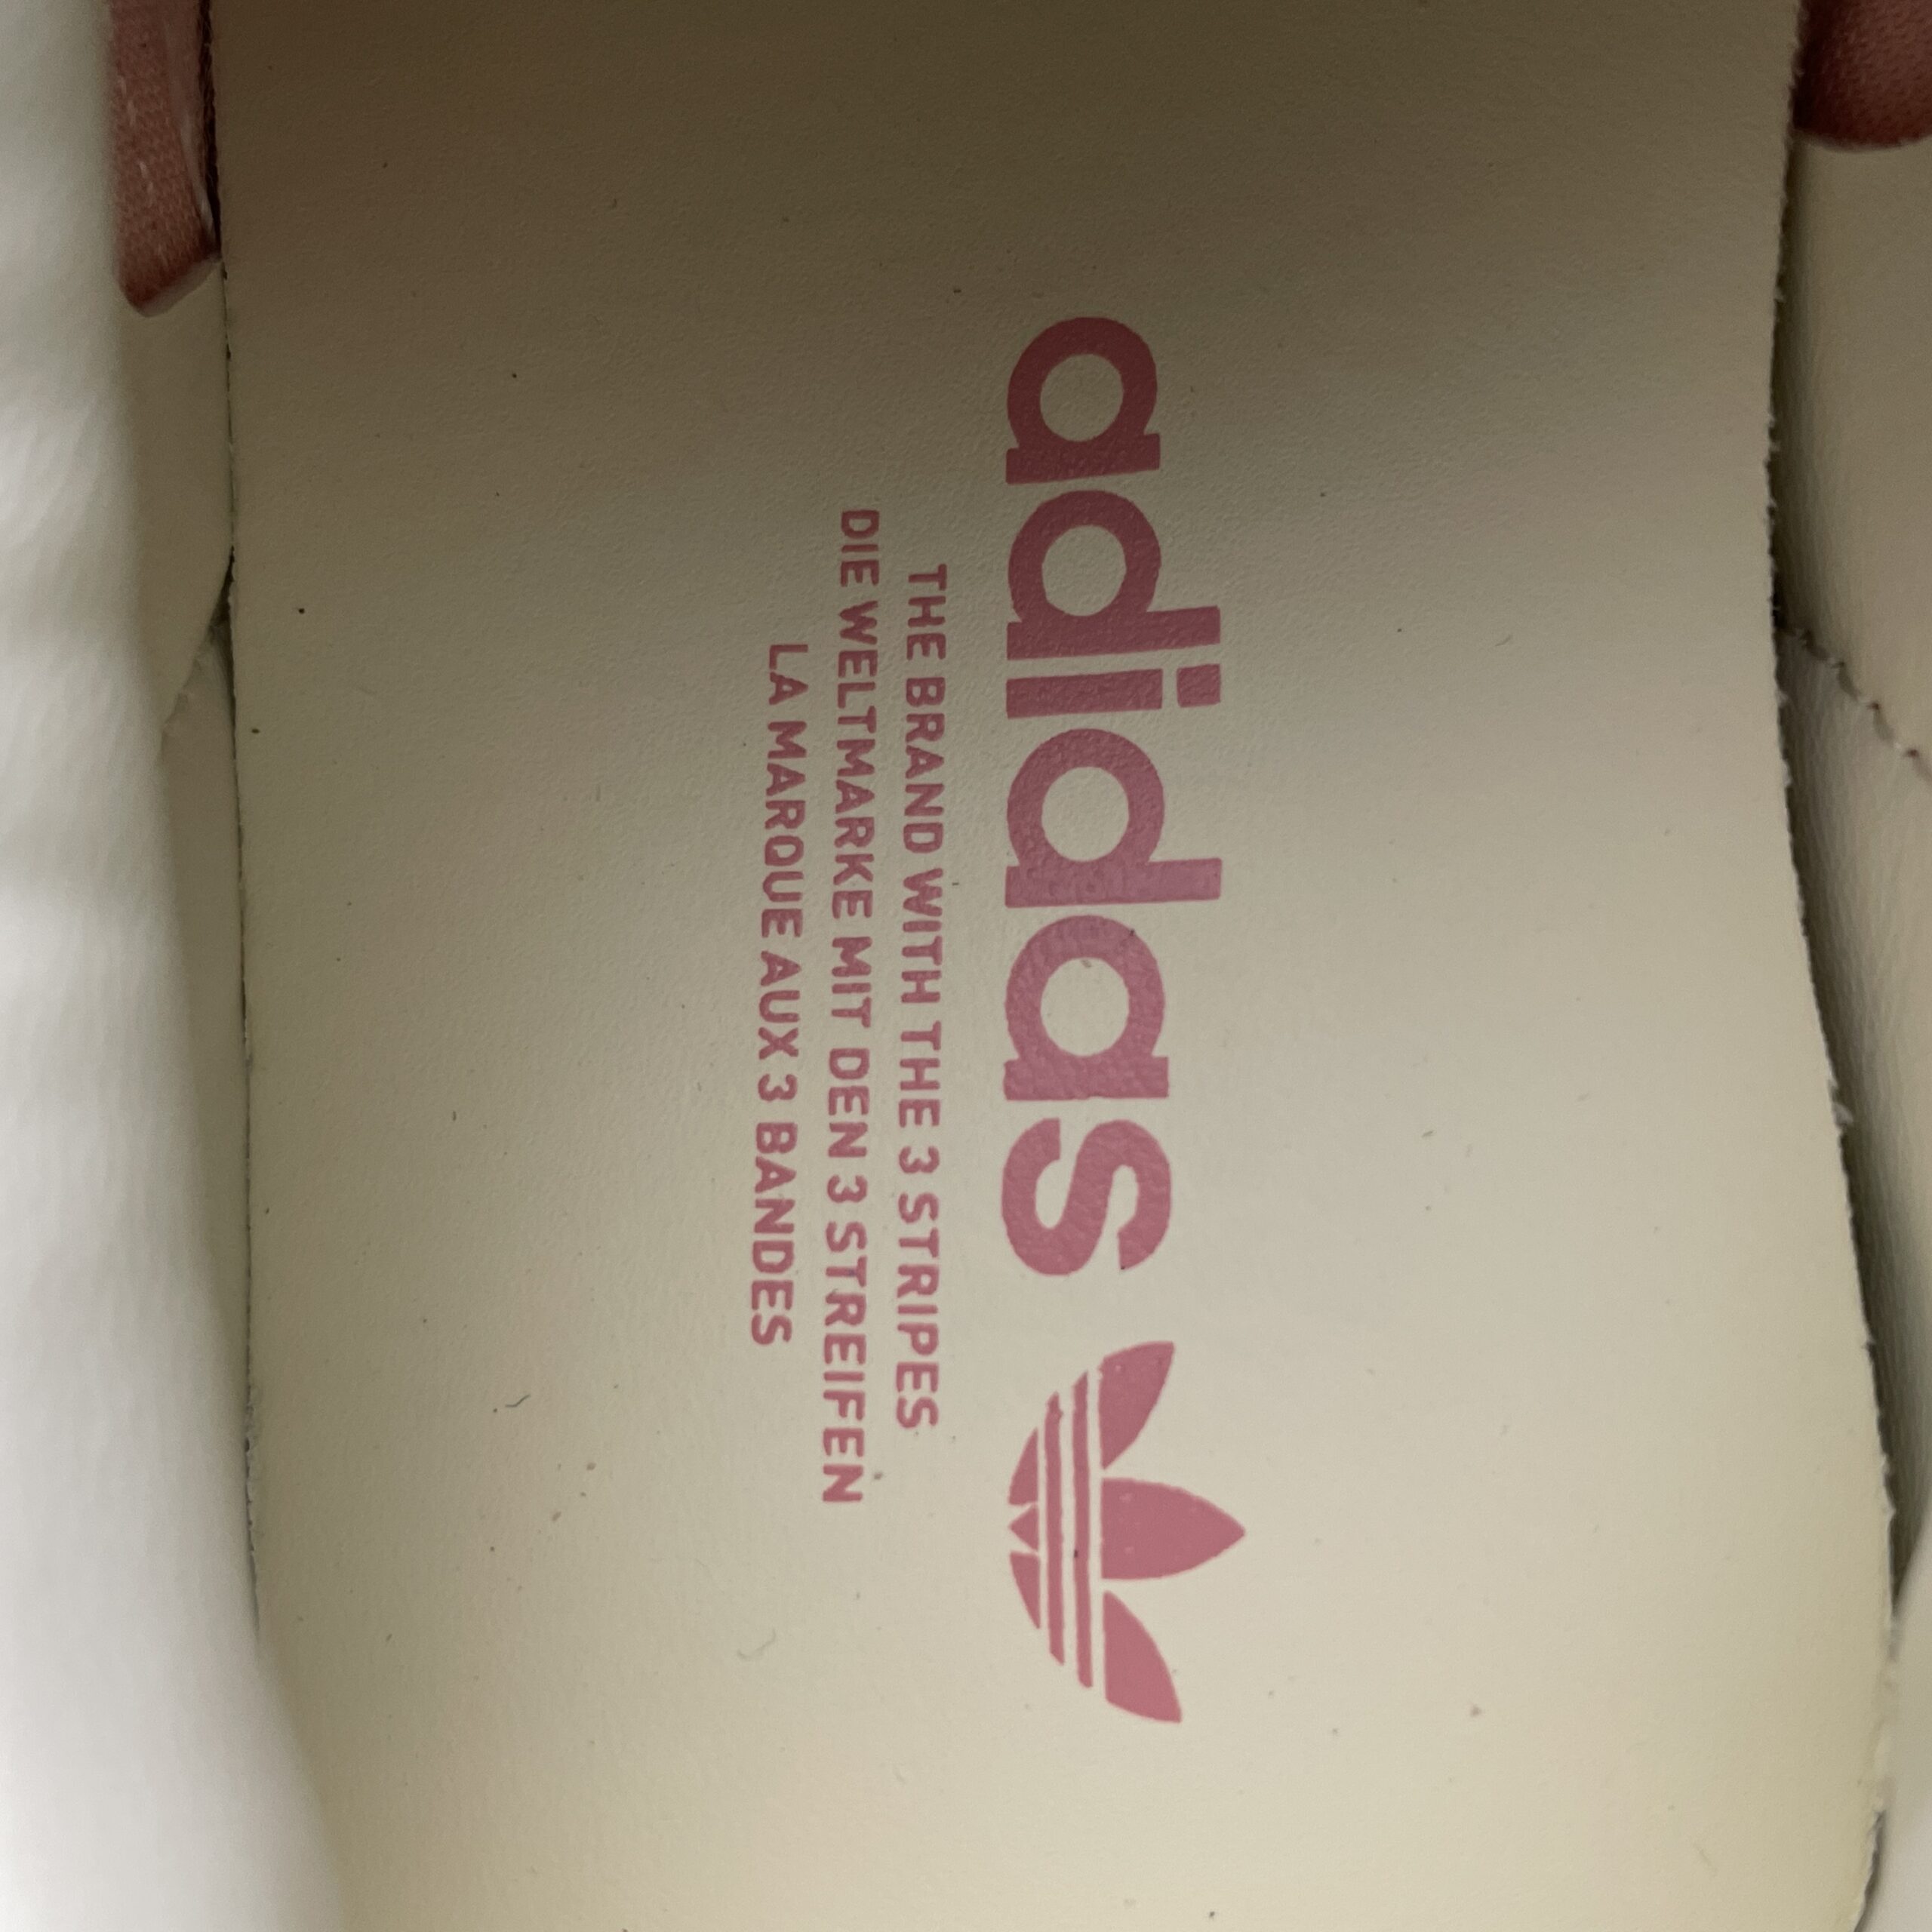 adidas
THE BRAND WITH THE 3 STRIPES
DIE WELTMARKE MIT DEN 3 STREIFEN
LA MARQUE AUX 3 BANDES